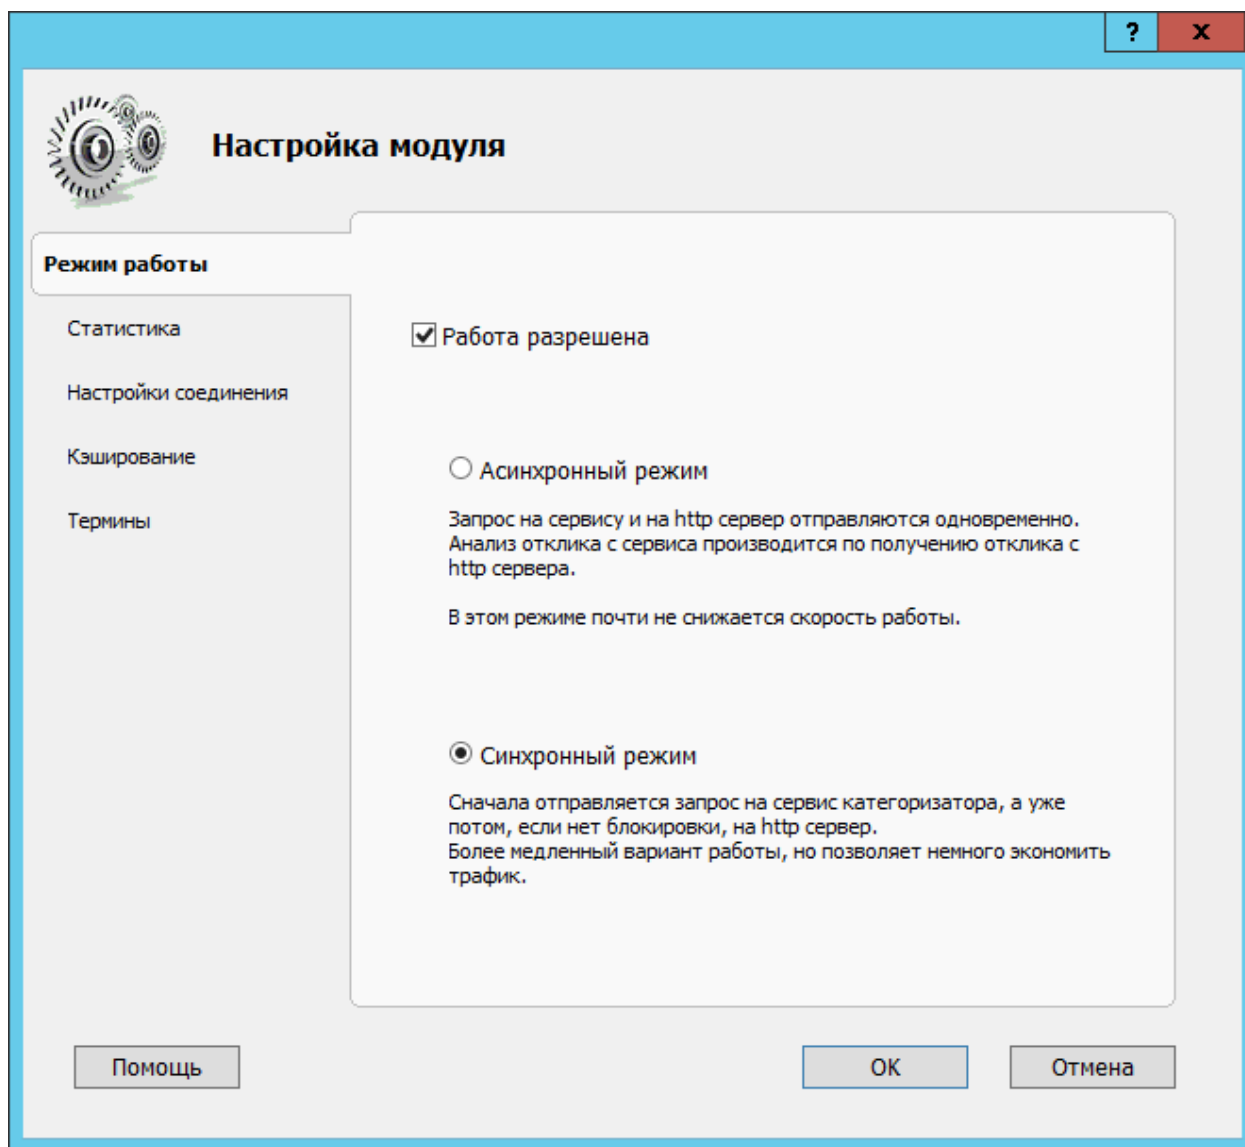 ?
x
Настройка модуля
Режим работы
Статистика
Настройки соединения
Кэширование
Термины
Работа разрешена
Асинхронный режим
Запрос на сервису и на http сервер отправляются одновременно.
Анализ отклика с сервиса производится по получению отклика с
http сервера.
В этом режиме почти не снижается скорость работы.
Синхронный режим
Сначала отправляется запрос на сервис категоризатора, а уже
потом, если нет блокировки, на http сервер.
Более медленный вариант работы, но позволяет немного экономить
трафик.
Помощь
OK
Отмена